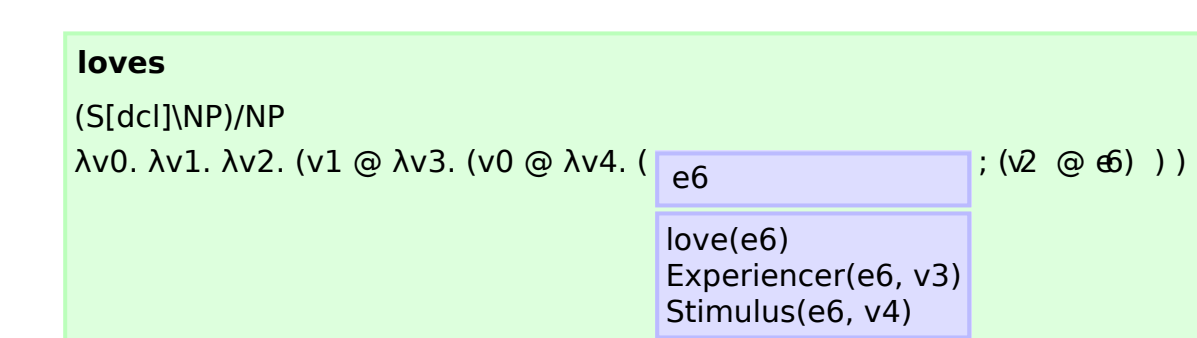 loves
(S[dcl]\NP)/NP
λv0. λv1. λv2. (v1 @ λv3. (v0 @ λv4. ( e6 ; (v2 @ e6) ) )
love(e6)
Experiencer(e6, v3)
Stimulus(e6, v4)